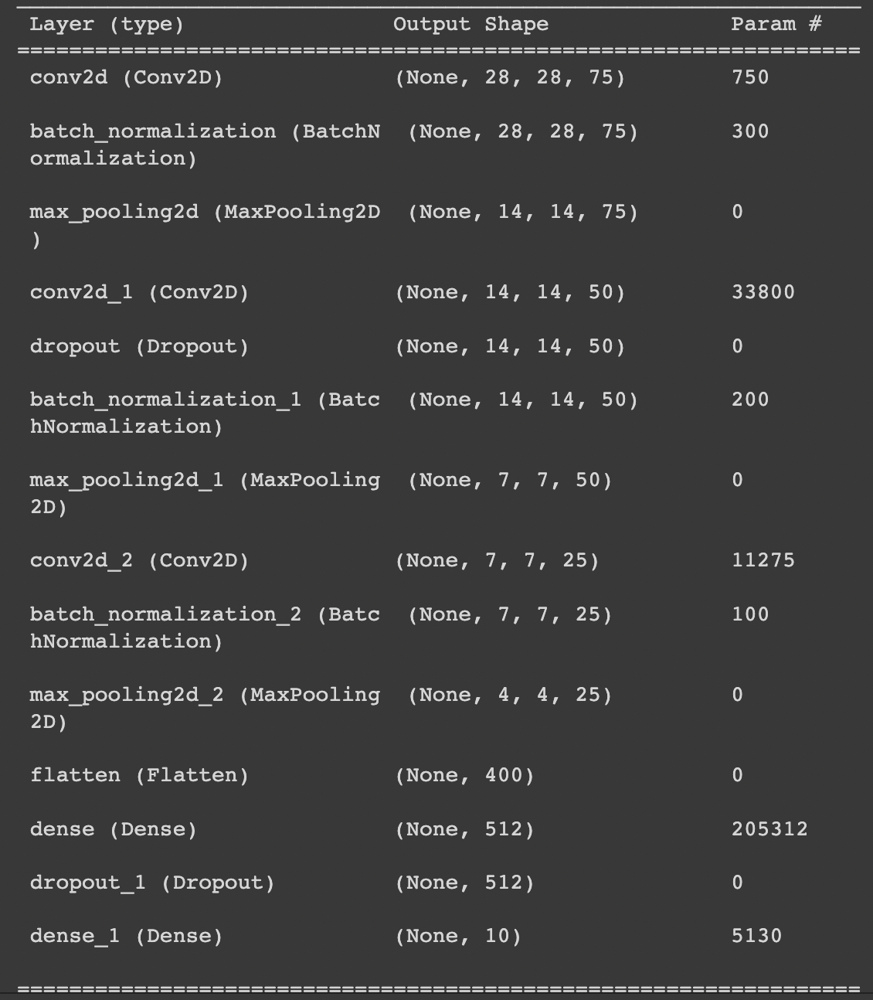 Layer (type) Output Shape Param #
=================================================================
conv2d (Conv2D) (None, 28, 28, 75) 750
batch_normalization (BatchN (None, 28, 28, 75) 300
ormalization)
max_pooling2d (MaxPooling2D (None, 14, 14, 75) 0
)
conv2d_1 (Conv2D) (None, 14, 14, 50) 33800
dropout (Dropout) (None, 14, 14, 50) 0
batch_normalization_1 (Batc (None, 14, 14, 50) 200
hNormalization)
max_pooling2d_1 (MaxPooling (None, 7, 7, 50) 0
2D)
conv2d_2 (Conv2D) (None, 7, 7, 25) 11275
batch_normalization_2 (Batc (None, 7, 7, 25) 100
hNormalization)
max_pooling2d_2 (MaxPooling (None, 4, 4, 25) 0
2D)
flatten (Flatten) (None, 400) 0
dense (Dense) (None, 512) 205312
dropout_1 (Dropout) (None, 512) 0
dense_1 (Dense) (None, 10) 5130
=================================================================